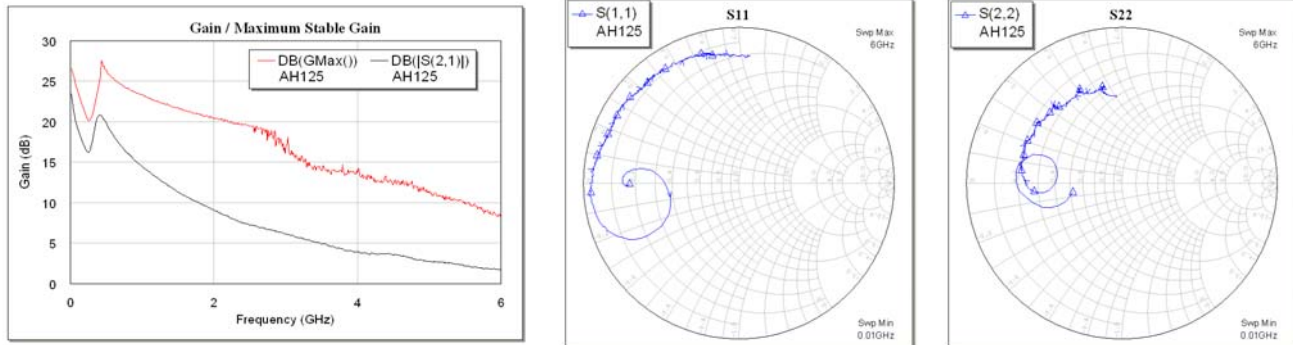 Gain / Maximum Stable Gain
30
25
20
15
10
5
0
Gain (dB)
DB(GMax())
AH125
DB(|S(2,1)|)
AH125
0
2
4
6
Frequency (GHz)
S(1,1)
AH125
S11
Swp Max
6GHz
Swp Min
0.01GHz
S(2,2)
AH125
S22
Swp Max
6GHz
Swp Min
0.01GHz